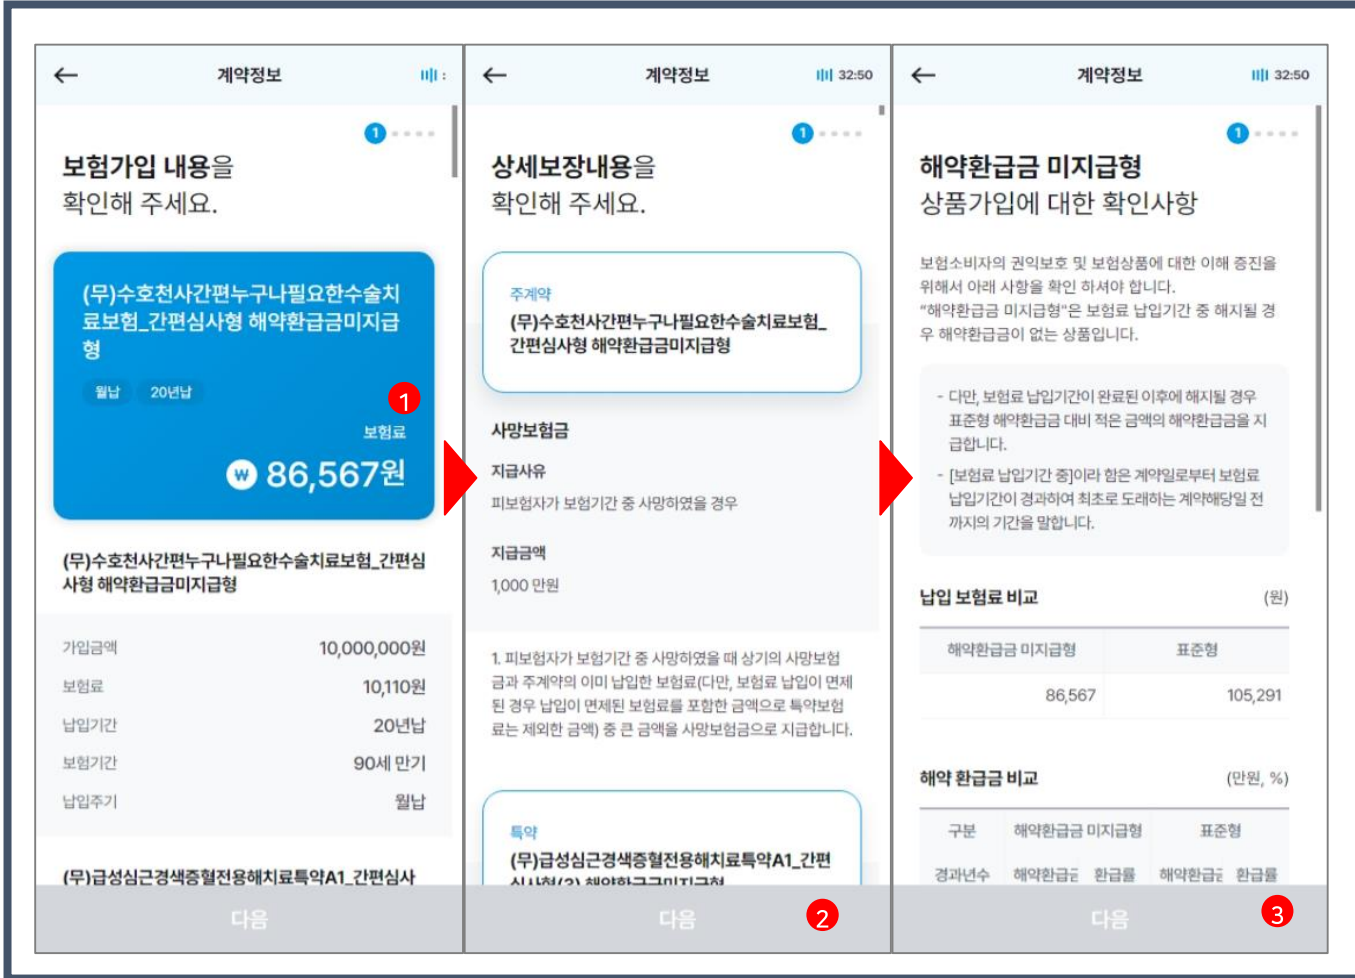 계약정보
1
보험가입 내용을
확인해 주세요.
(무)수호천사간편누구나필요한수술치
료보험_간편심사형 해약환급금미지급
형
월납 20년납
1
보험료
₩ 86,567원
(무)수호천사간편누구나필요한수술치료보험_간편심
사형 해약환급금미지급형
가입금액 10,000,000원
보험료 10,110원
납입기간 20년납
보험기간 90세 만기
납입주기 월납
(무)급성심근경색증혈전용해치료특약A1_간편심사
다음
계약정보 32:50
1
상세보장내용을
확인해 주세요.
주계약
(무)수호천사간편누구나필요한수술치료보험_
간편심사형 해약환급금미지급형
사망보험금
지급사유
피보험자가 보험기간 중 사망하였을 경우
지급금액
1,000 만원
1. 피보험자가 보험기간 중 사망하였을 때 상기의 사망보험
금과 주계약의 이미 납입한 보험료(다만, 보험료 납입이 면제
된 경우 납입이 면제된 보험료를 포함한 금액으로 특약보험
료는 제외한 금액) 중 큰 금액을 사망보험금으로 지급합니다.
특약
(무)급성심근경색증혈전용해치료특약A1_간편
심사형(3) 해약환급금미지급형
다음 2
계약정보 32:50
1
해약환급금 미지급형
상품가입에 대한 확인사항
보험소비자의 권익보호 및 보험상품에 대한 이해 증진을
위해서 아래 사항을 확인 하셔야 합니다.
“해약환급금 미지급형“은 보험료 납입기간 중 해지될 경
우 해약환급금이 없는 상품입니다.
- 다만, 보험료 납입기간이 완료된 이후에 해지될 경우
표준형 해약환급금 대비 적은 금액의 해약환급금을 지
급합니다.
- [보험료 납입기간 중]이라 함은 계약일로부터 보험료
납입기간이 경과하여 최초로 도래하는 계약해당일 전
까지의 기간을 말합니다.
납입 보험료 비교 (원)
해약환급금 미지급형 표준형
86,567 105,291
해약 환급금 비교 (만원, %)
구분 해약환급금 미지급형 표준형
경과년수 해약환급금 환급률 해약환급금 환급률
다음 3